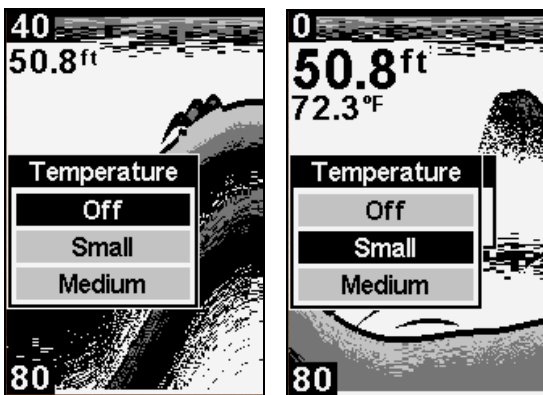 40
50.8ft
Temperature
Off
Small
Medium
80
0
50.8ft
72.3°F
Temperature
Off
Small
Medium
80